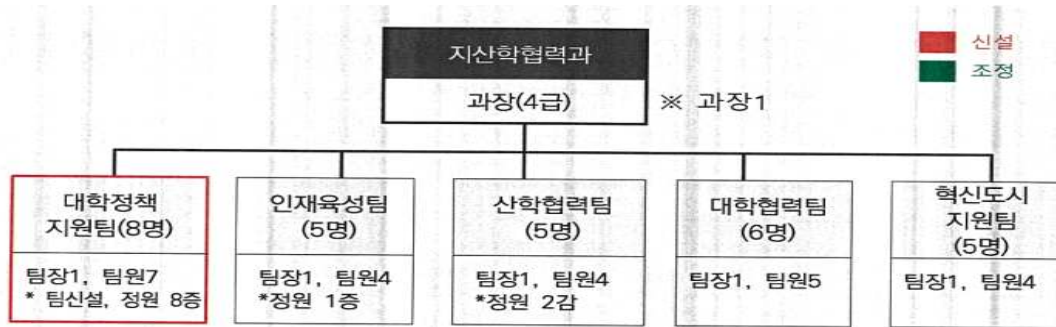 지산학협력과
과장(4급)
※ 과장1
신설
조정
대학정책
지원팀(8명)
팀장1, 팀원7
* 팀신설, 정원 8증
인재육성팀
(5명)
팀장1, 팀원4
*정원 1증
산학협력팀
(5명)
팀장1, 팀원4
*정원 2감
대학협력팀
(6명)
팀장1, 팀원5
혁신도시
지원팀
(5명)
팀장1, 팀원4